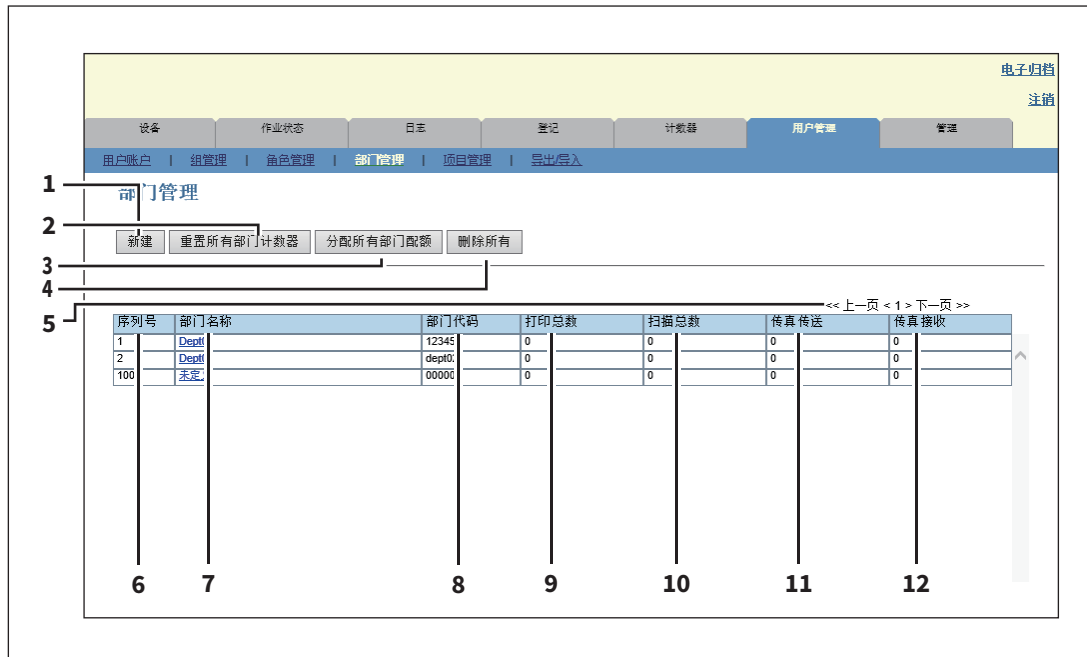 电子归档
注销
设备 作业状态 日志 登记 计数器 用户管理 管理
用户账户 | 组管理 | 角色管理 | 部门管理 | 项目管理 | 导出/导入
1 部门管理
2
新建 重置所有部门计数器 分配所有部门配额 删除所有
3
4
5 << 上一页 < 1 > 下一页 >>
序列号 部门名称 部门代码 打印总数 扫描总数 传真传送 传真接收
1 Dept 12345 0 0 0 0
2 Dept dept02 0 0 0 0
100 未定 00000 0 0 0 0
6 7 8 9 10 11 12